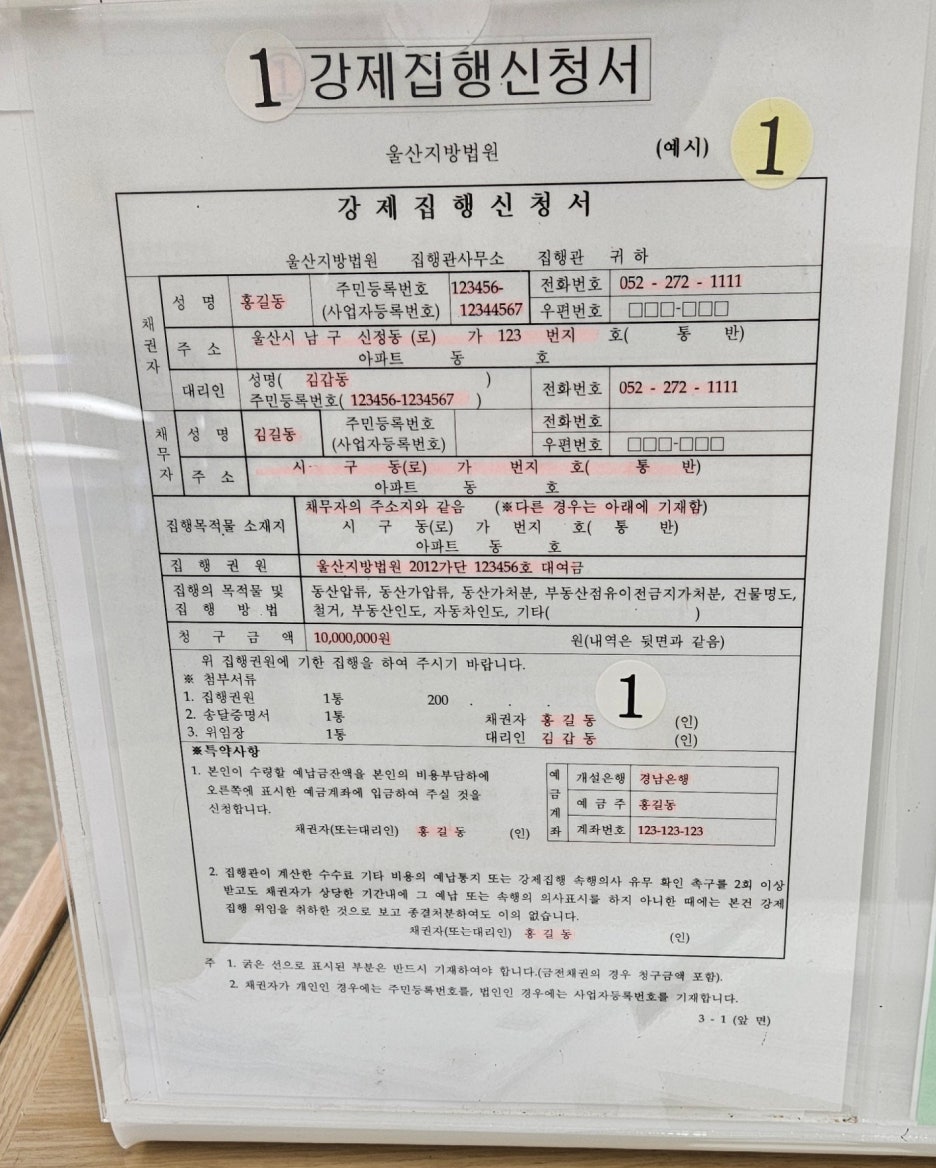 1 강제집행신청서
울산지방법원 (예시) 1
강 제 집 행 신 청 서
울산지방법원 집행관사무소 집행관 귀 하
채권자
성 명 홍길동 주민등록번호 (사업자등록번호) 123456-12344567 전화번호 052 - 272 - 1111
우편번호 □□□-□□□
주 소 울산시 남 구 신정동 (로) 가 123 번지 호( 통 반)
아파트 동 호
대리인 성명( 김갑동 ) 전화번호 052 - 272 - 1111
주민등록번호( 123456-1234567 )
채무자
성 명 김길동 주민등록번호 (사업자등록번호) 전화번호
우편번호 □□□-□□□
주 소 시 구 동(로) 가 번지 호( 통 반)
아파트 동 호
집행목적물 소재지 채무자의 주소지와 같음 (※다른 경우는 아래에 기재함)
시 구 동(로) 가 번지 호( 통 반)
아파트 동 호
집 행 권 원 울산지방법원 2012가단 123456호 대여금
집행의 목적물 및 집 행 방 법 동산압류, 동산가압류, 동산가처분, 부동산점유이전금지가처분, 건물명도,
철거, 부동산인도, 자동차인도, 기타( )
청 구 금 액 10,000,000원 원(내역은 뒷면과 같음)
위 집행권원에 기한 집행을 하여 주시기 바랍니다.
※ 첨부서류
1. 집행권원 1통 200 . . . 1
2. 송달증명서 1통 채권자 홍 길 동 (인)
3. 위임장 1통 대리인 김 갑 동 (인)
※특약사항
1. 본인이 수령할 예납금잔액을 본인의 비용부담하에
오른쪽에 표시한 예금계좌에 입금하여 주실 것을
신청합니다.
채권자(또는대리인) 홍 길 동 (인)
예금계좌
개설은행 경남은행
예 금 주 홍길동
계좌번호 123-123-123
2. 집행관이 계산한 수수료 기타 비용의 예납통지 또는 강제집행 속행의사 유무 확인 촉구를 2회 이상
받고도 채권자가 상당한 기간내에 그 예납 또는 속행의 의사표시를 하지 아니한 때에는 본건 강제
집행 위임을 취하한 것으로 보고 종결처분하여도 이의 없습니다.
채권자(또는대리인) 홍 길 동 (인)
주 1. 굵은 선으로 표시된 부분은 반드시 기재하여야 합니다.(금전채권의 경우 청구금액 포함).
2. 채권자가 개인인 경우에는 주민등록번호를, 법인인 경우에는 사업자등록번호를 기재합니다.
3 - 1 (앞 면)